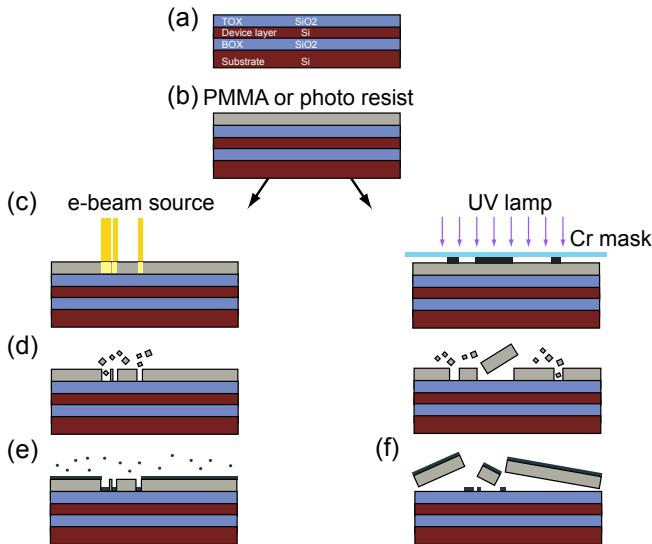 (a)
TOX SiO2
Device layer Si
BOX SiO2
Substrate Si
(b)
PMMA or photo resist
(c)
e-beam source
UV lamp
Cr mask
(d)
(e)
(f)